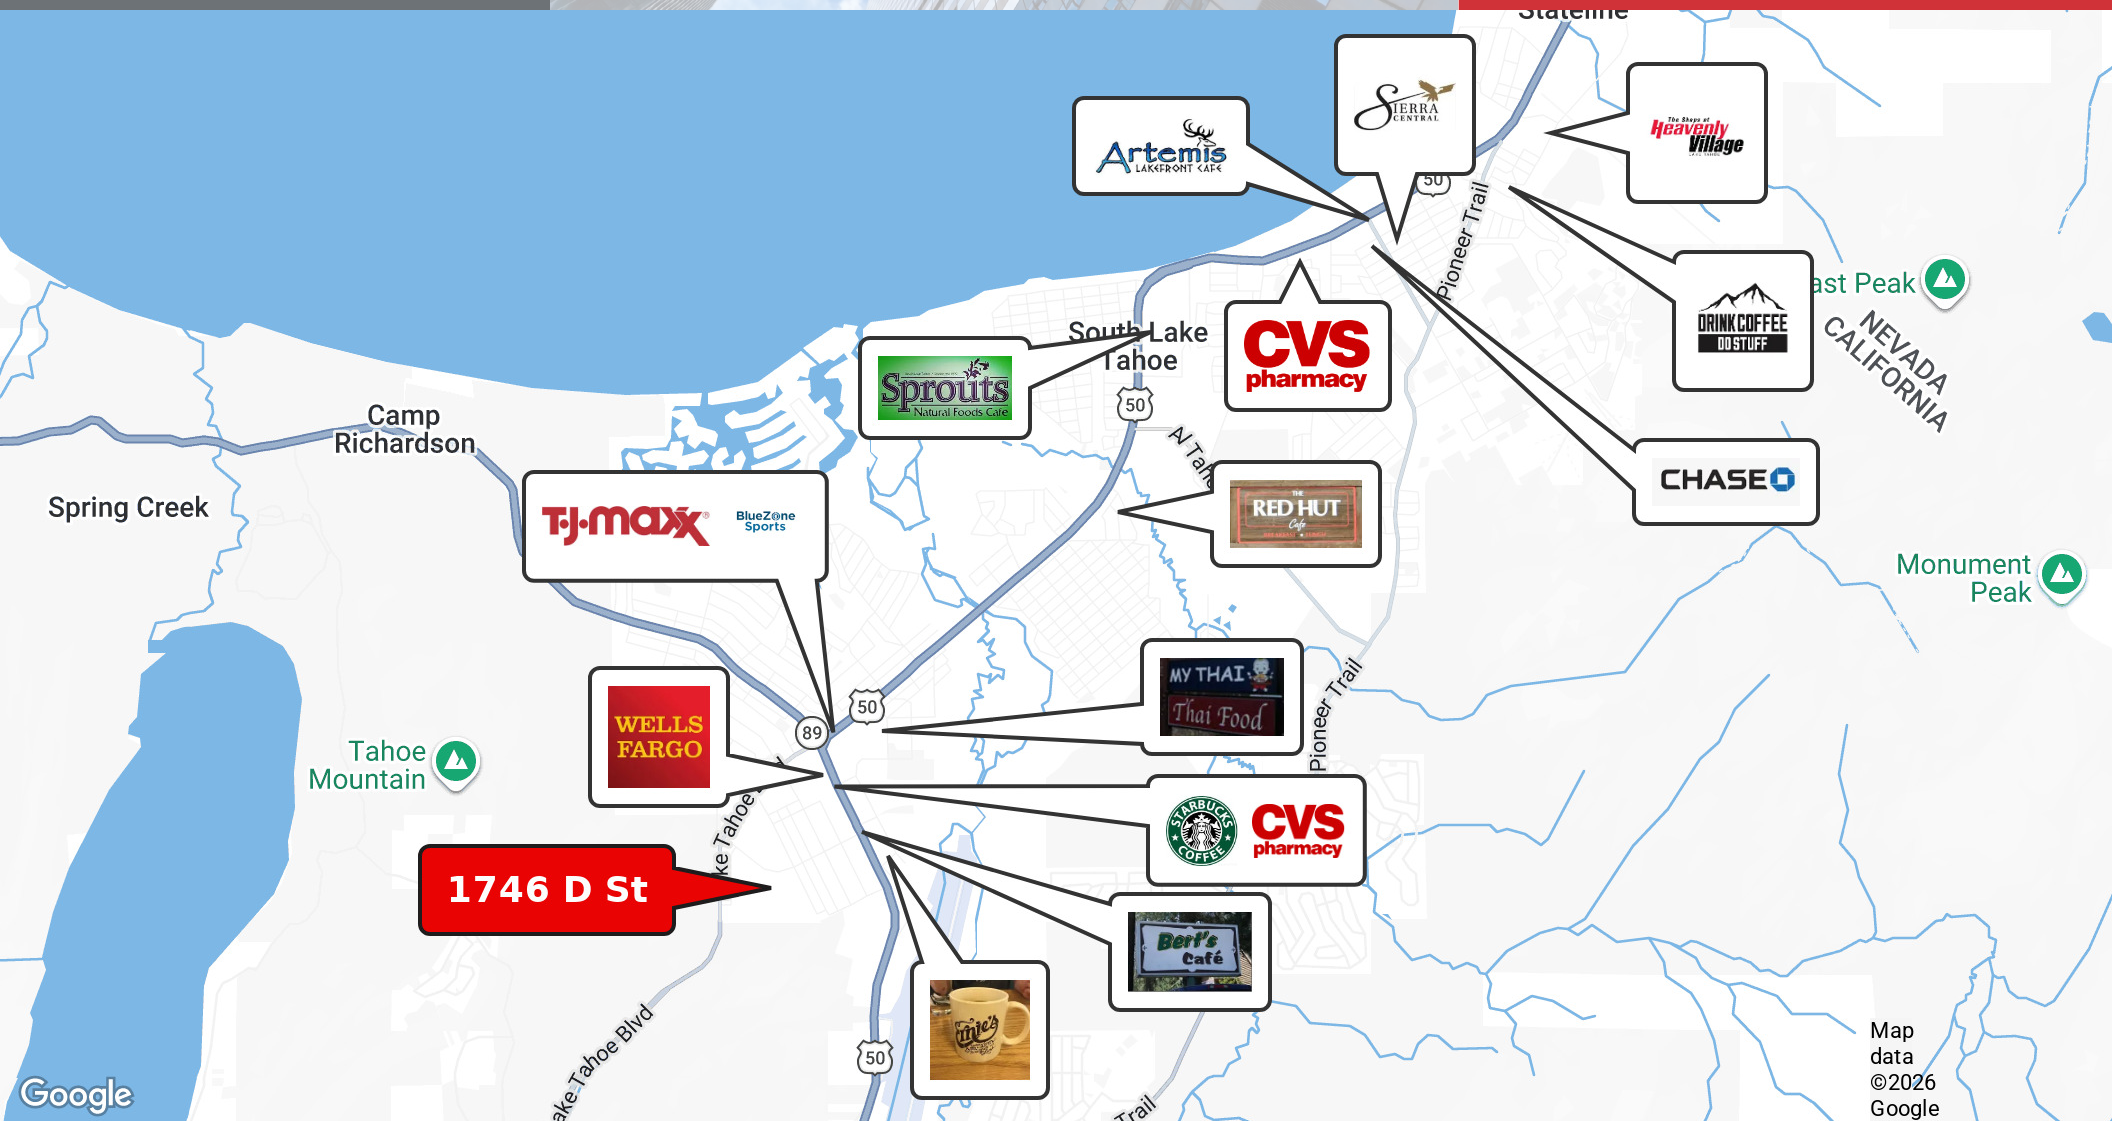 Stateline
Sierra
Central
The Shops at
Heavenly
Village
Artemis
LAKEFRONT CAFE
50
Pioneer Trail
East Peak
NEVADA
CALIFORNIA
DRINK COFFEE
DO STUFF
South Lake
Tahoe
CVS
pharmacy
Sprouts
Natural Foods Cafe
50
Al Tahoe
Camp
Richardson
CHASE
THE
RED HUT
Cafe
Spring Creek
T·J·maxx
BlueZone
Sports
Monument
Peak
MY THAI
Thai Food
Pioneer Trail
50
89
WELLS
FARGO
Tahoe
Mountain
STARBUCKS
COFFEE
CVS
pharmacy
ke Tahoe
1746 D St
Bert's
Café
ernie's
50
ake Tahoe Blvd
Trail
Google
Map
data
©2026
Google